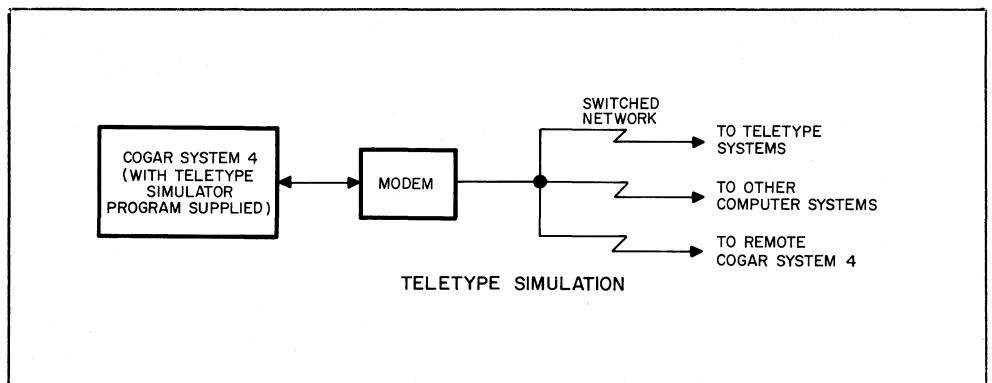 COGAR SYSTEM 4
(WITH TELETYPE
SIMULATOR
PROGRAM SUPPLIED)
MODEM
SWITCHED
NETWORK
TO TELETYPE
SYSTEMS
TO OTHER
COMPUTER SYSTEMS
TO REMOTE
COGAR SYSTEM 4
TELETYPE SIMULATION